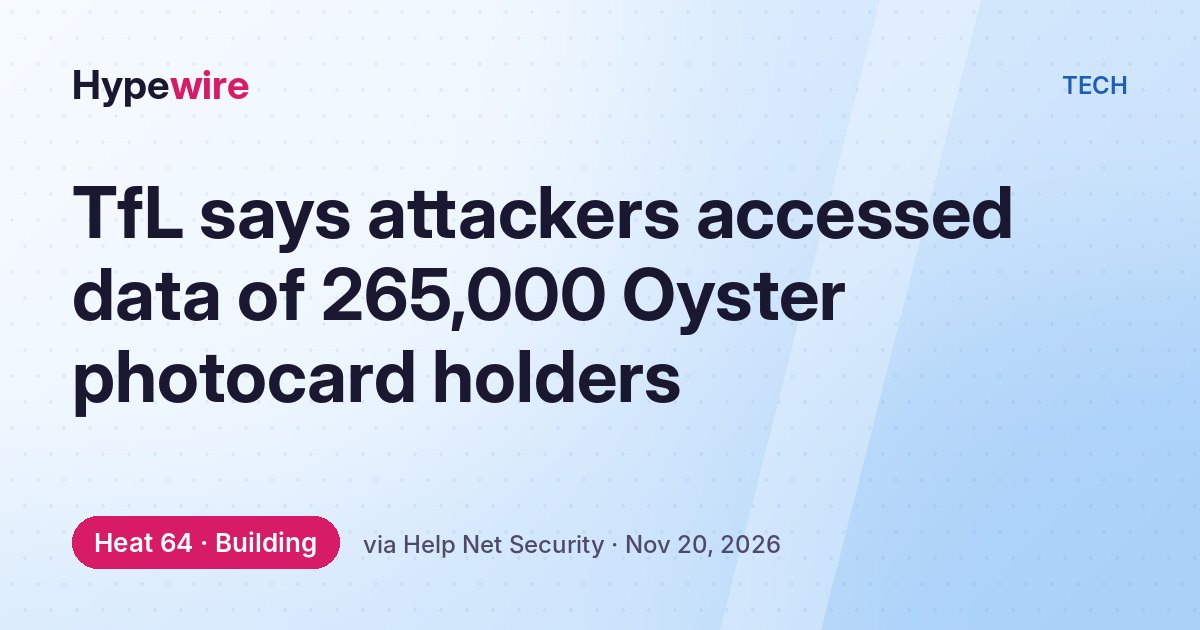 Hypewire
TECH
TfL says attackers accessed
data of 265,000 Oyster
photocard holders
Heat 64 · Building
via Help Net Security · Nov 20, 2026